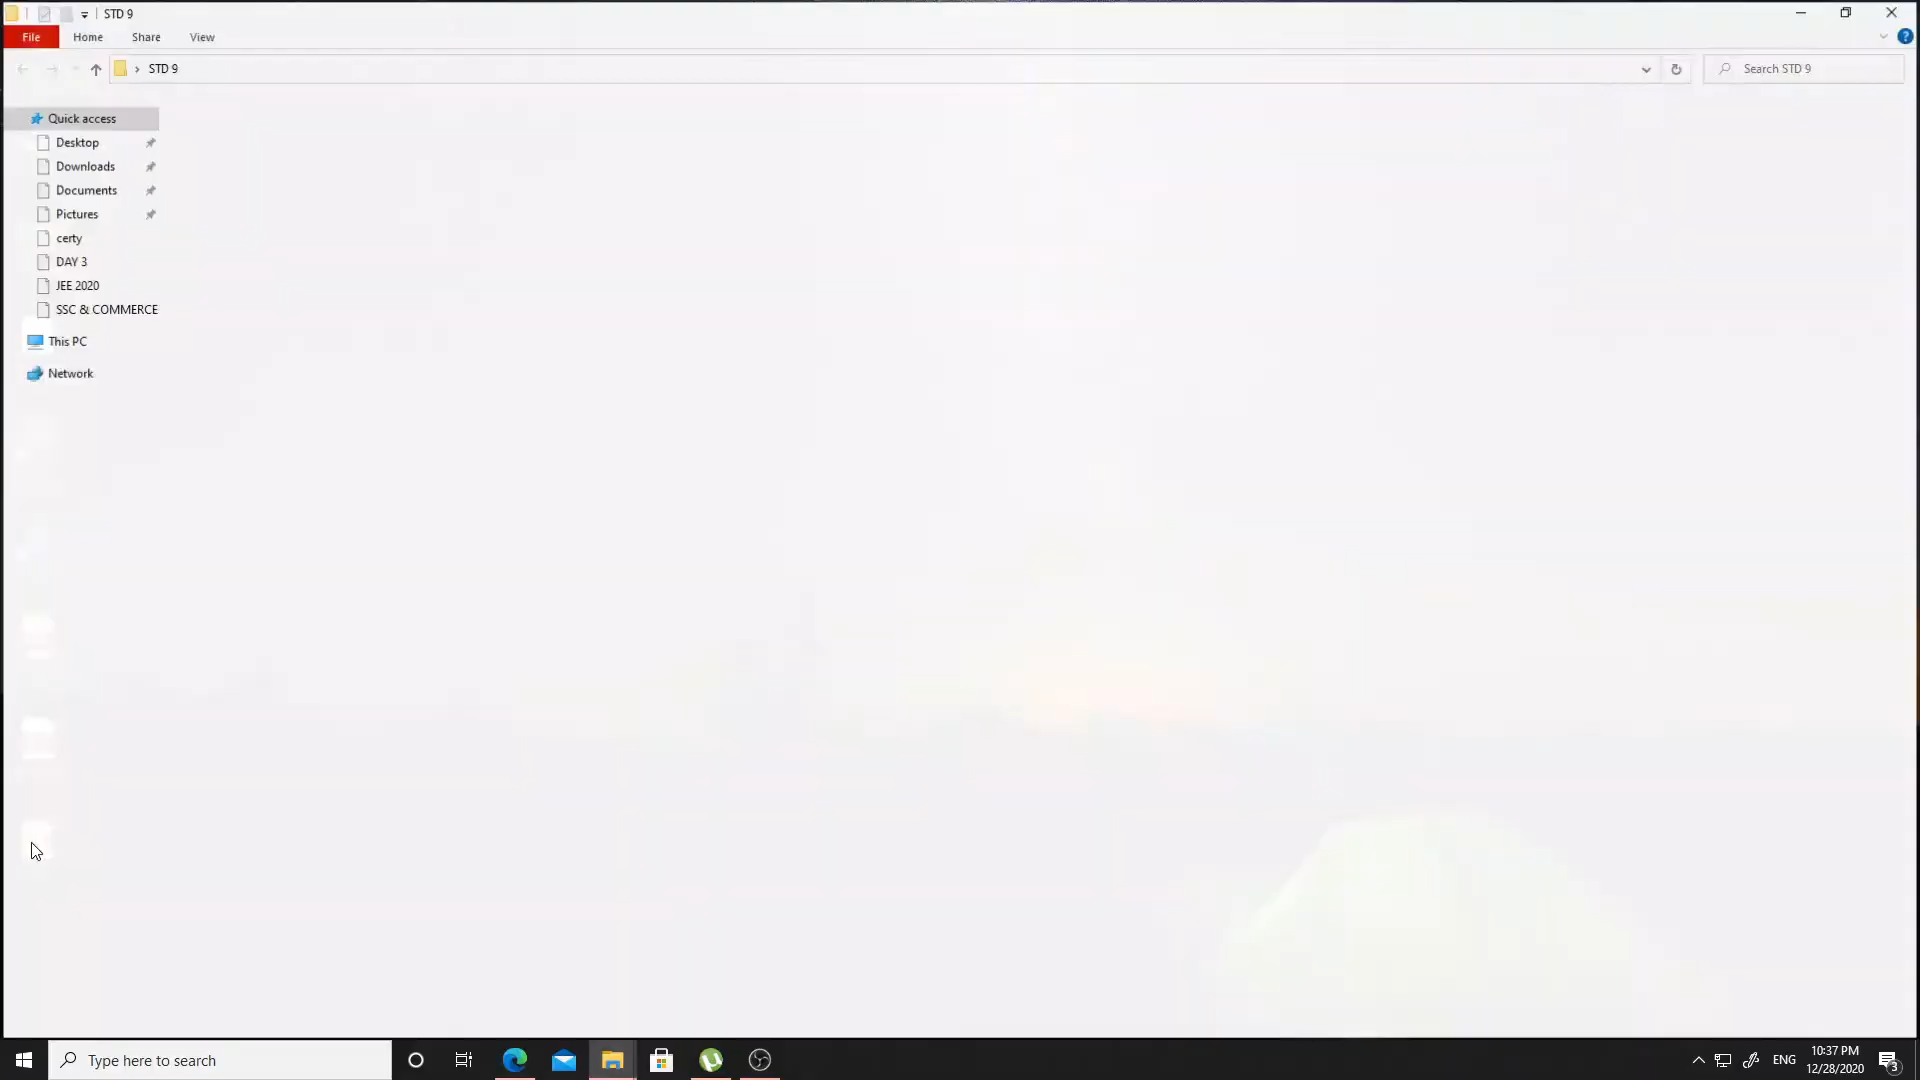 STD 9
File Home Share View
STD 9
Search STD 9
Quick access
Desktop
Downloads
Documents
Pictures
certy
DAY 3
JEE 2020
SSC & COMMERCE
This PC
Network
Type here to search
ENG
10:37 PM
12/28/2020
3